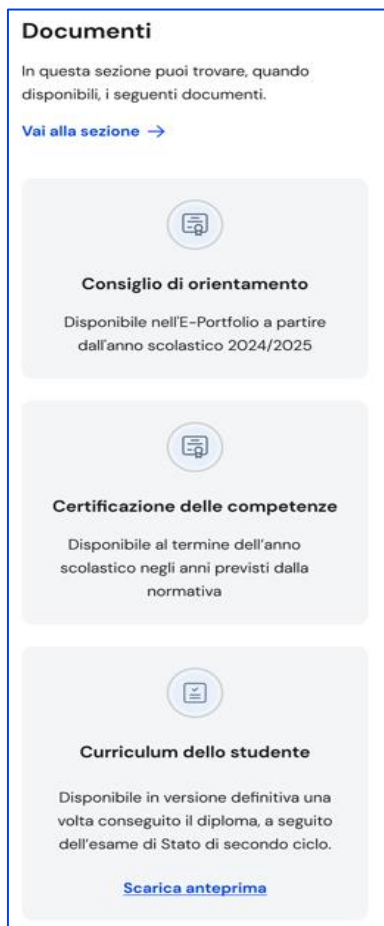 Documenti
In questa sezione puoi trovare, quando
disponibili, i seguenti documenti.
Vai alla sezione →
Consiglio di orientamento
Disponibile nell'E-Portfolio a partire
dall'anno scolastico 2024/2025
Certificazione delle competenze
Disponibile al termine dell'anno
scolastico negli anni previsti dalla
normativa
Curriculum dello studente
Disponibile in versione definitiva una
volta conseguito il diploma, a seguito
dell'esame di Stato di secondo ciclo.
Scarica anteprima